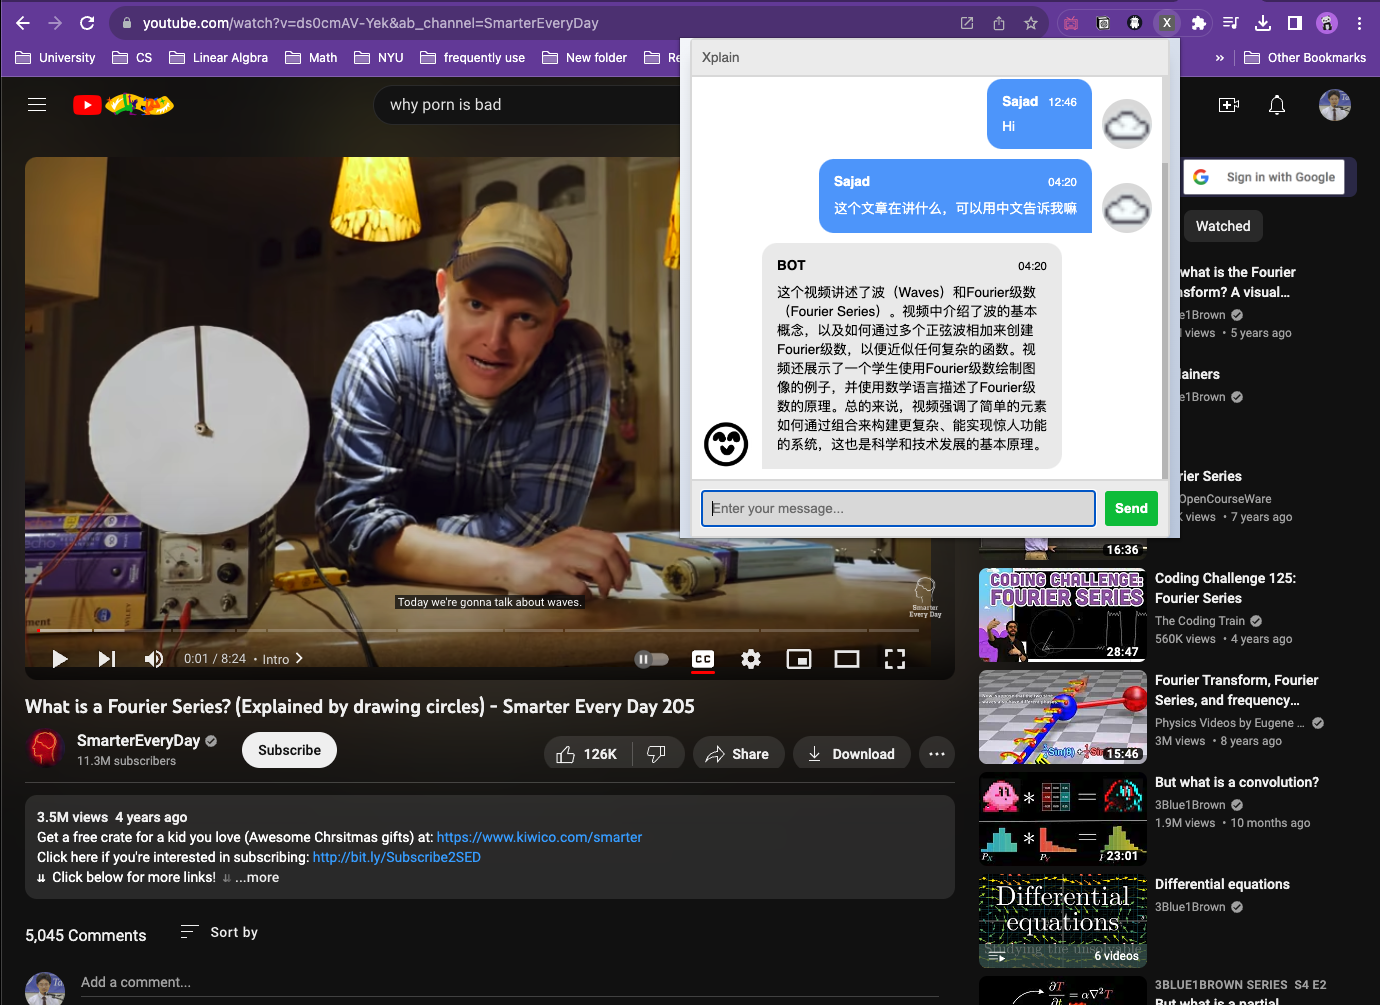 youtube.com/watch?v=ds0cmAV-Yek&ab_channel=SmarterEveryDay
X
University
CS
Linear Algbra
Math
NYU
frequently use
New folder
Re
»
Other Bookmarks
why porn is bad
Xplain
Sajad 12:46
Hi
Sajad 04:20
这个文章在讲什么，可以用中文告诉我嘛
BOT 04:20
这个视频讲述了波（Waves）和Fourier级数
（Fourier Series）。视频中介绍了波的基本
概念，以及如何通过多个正弦波相加来创建
Fourier级数，以便近似任何复杂的函数。视
频还展示了一个学生使用Fourier级数绘制图
像的例子，并使用数学语言描述了Fourier级
数的原理。总的来说，视频强调了简单的元素
如何通过组合来构建更复杂、能实现惊人功能
的系统，这也是科学和技术发展的基本原理。
Enter your message...
Send
Sign in with Google
Watched
what is the Fourier
nsform? A visual...
e1Brown
views • 5 years ago
lainers
e1Brown
rier Series
OpenCourseWare
K views • 7 years ago
16:36
Today we're gonna talk about waves.
Smarter
Every Day
0:01 / 8:24 • Intro
CC
What is a Fourier Series? (Explained by drawing circles) - Smarter Every Day 205
SmarterEveryDay
11.3M subscribers
Subscribe
126K
Share
Download
3.5M views 4 years ago
Get a free crate for a kid you love (Awesome Chrsitmas gifts) at: https://www.kiwico.com/smarter
Click here if you're interested in subscribing: http://bit.ly/Subscribe2SED
⇊ Click below for more links! ⇊ ...more
5,045 Comments
Sort by
Add a comment...
CODING CHALLENGE:
FOURIER SERIES
28:47
Coding Challenge 125:
Fourier Series
The Coding Train
560K views • 4 years ago
15:46
Fourier Transform, Fourier
Series, and frequency...
Physics Videos by Eugene ...
3M views • 8 years ago
* =
* =
23:01
But what is a convolution?
3Blue1Brown
1.9M views • 10 months ago
Differential
equations
Studying the unsolvable
6 videos
Differential equations
3Blue1Brown
∂T/∂t = α∇²T
3BLUE1BROWN SERIES S4 E2
But what is a partial